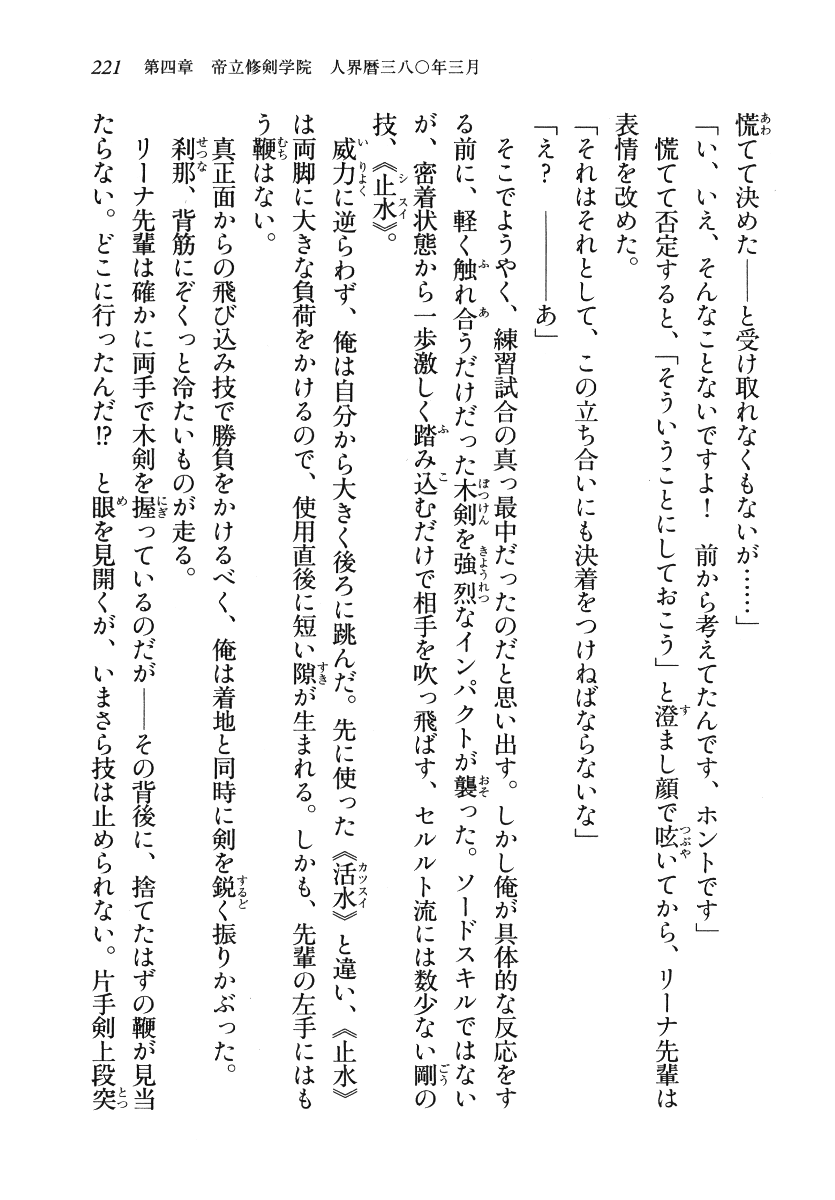 221 第四章 帝立修剣学院 人界暦三八〇年三月
慌てて決めた――と受け取れなくもないが……」
「い、いえ、そんなことないですよ！ 前から考えてたんです、ホントです」
慌てて否定すると、「そういうことにしておこう」と澄まし顔で呟いてから、リーナ先輩は
表情を改めた。
「それはそれとして、この立ち合いにも決着をつけねばならないな」
「え？ ――――あ」
そこでようやく、練習試合の真っ最中だったのだと思い出す。しかし俺が具体的な反応をす
る前に、軽く触れ合うだけだった木剣を強烈なインパクトが襲った。ソードスキルではない
が、密着状態から一歩激しく踏み込むだけで相手を吹っ飛ばす、セルルト流には数少ない剛の
技、《止水》。
威力に逆らわず、俺は自分から大きく後ろに跳んだ。先に使った《活水》と違い、《止水》
は両脚に大きな負荷をかけるので、使用直後に短い隙が生まれる。しかも、先輩の左手にはも
う鞭はない。
真正面からの飛び込み技で勝負をかけるべく、俺は着地と同時に剣を鋭く振りかぶった。
刹那、背筋にぞくっと冷たいものが走る。
リーナ先輩は確かに両手で木剣を握っているのだが――その背後に、捨てたはずの鞭が見当
たらない。どこに行ったんだ!? と眼を見開くが、いまさら技は止められない。片手剣上段突